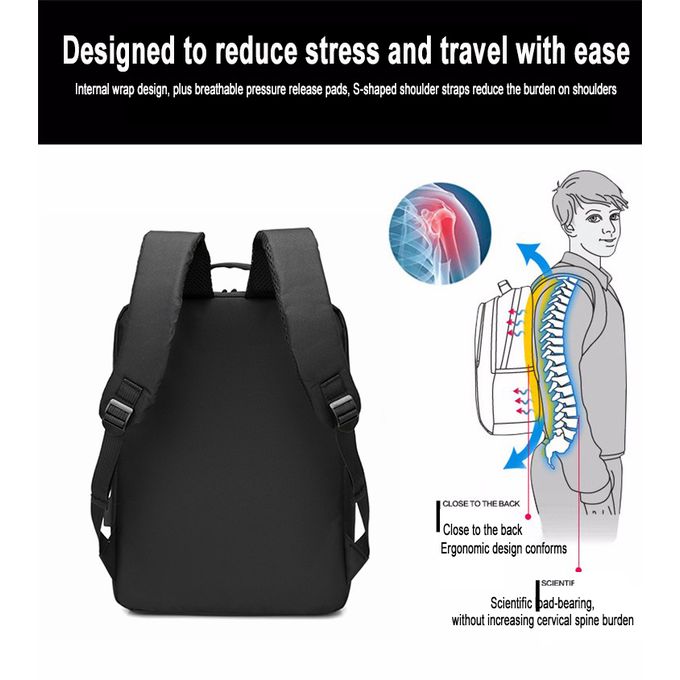 Designed to reduce stress and travel with ease
Internal wrap design, plus breathable pressure release pads, S-shaped shoulder straps reduce the burden on shoulders
CLOSE TO THE BACK
Close to the back
Ergonomic design conforms
SCIENTIF
Scientific bad-bearing,
without increasing cervical spine burden